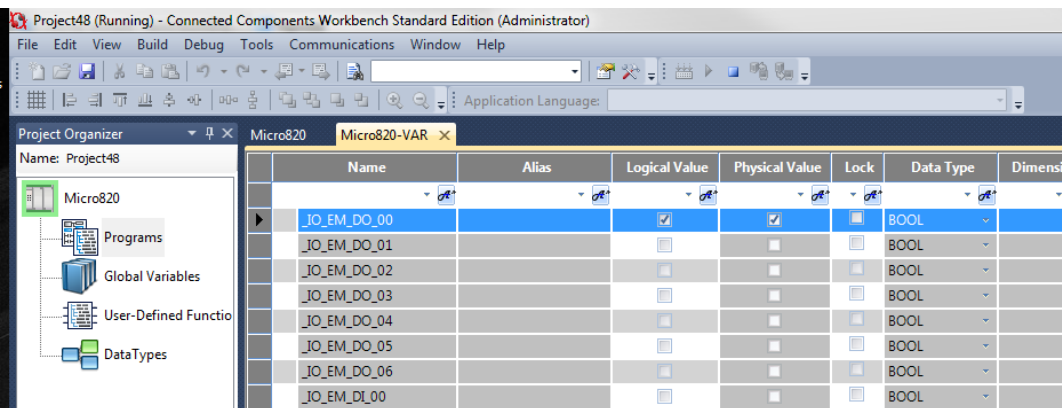 Project48 (Running) - Connected Components Workbench Standard Edition (Administrator)
File Edit View Build Debug Tools Communications Window Help
Application Language:
Project Organizer
Micro820 Micro820-VAR
Name: Project48
Name Alias Logical Value Physical Value Lock Data Type Dimensi
Micro820
Programs
Global Variables
User-Defined Functio
DataTypes
_IO_EM_DO_00 BOOL
_IO_EM_DO_01 BOOL
_IO_EM_DO_02 BOOL
_IO_EM_DO_03 BOOL
_IO_EM_DO_04 BOOL
_IO_EM_DO_05 BOOL
_IO_EM_DO_06 BOOL
_IO_EM_DI_00 BOOL